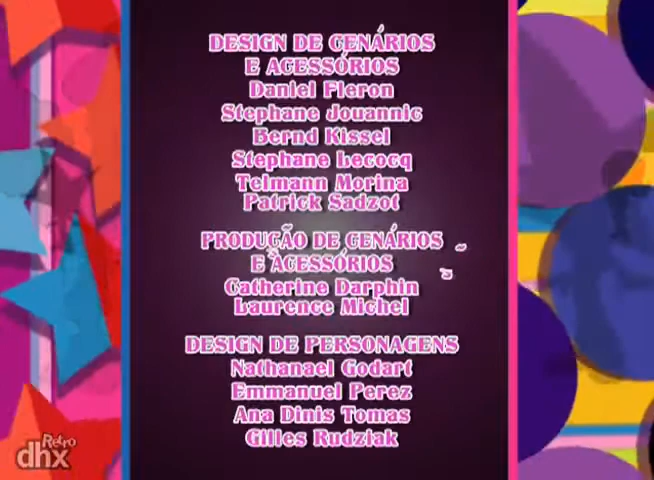 DESIGN DE CENÁRIOS
E ACESSÓRIOS
Daniel Pieron
Stephane Jouannic
Bernd Kissel
Stephane Lecocq
Telmann Morina
Patrick Sadzot
PRODUÇÃO DE CENÁRIOS
E ACESSÓRIOS
Catherine Darphin
Laurence Michel
DESIGN DE PERSONAGENS
Nathanael Godart
Emmanuel Perez
Ana Dinis Tomas
Gilles Rudziak
Retro
dhx